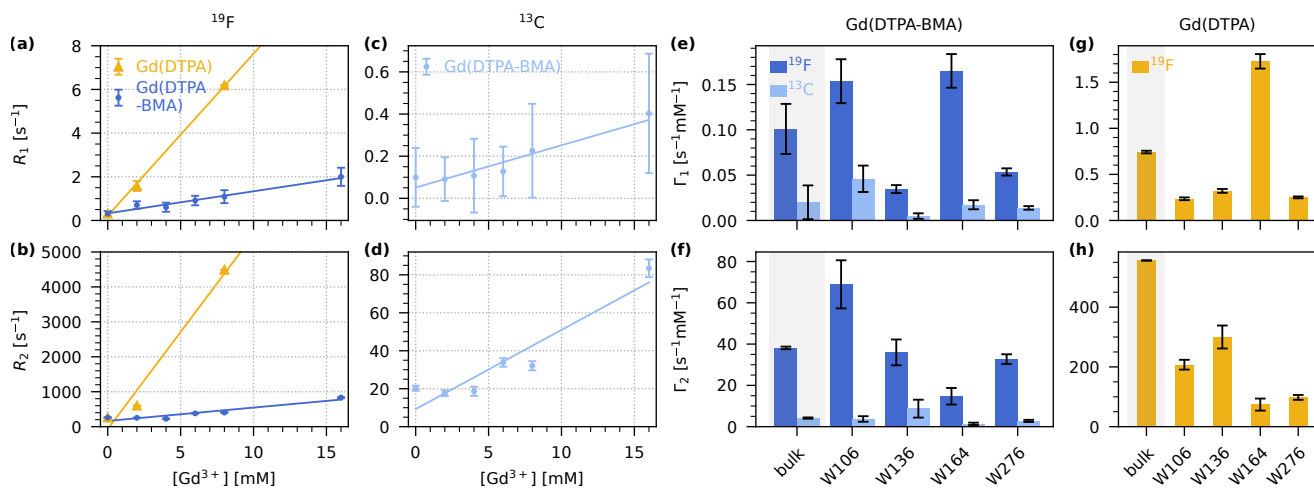 ¹⁹F
¹³C
Gd(DTPA-BMA)
Gd(DTPA)
(a)
8
6
4
2
0
R₁ [s⁻¹]
Gd(DTPA)
Gd(DTPA
-BMA)
(c)
0.6
0.4
0.2
0.0
Gd(DTPA-BMA)
(e)
0.15
0.10
0.05
0.00
Γ₁ [s⁻¹mM⁻¹]
¹⁹F
¹³C
(g)
2.0
1.5
1.0
0.5
0.0
¹⁹F
(b)
5000
4000
3000
2000
1000
0
R₂ [s⁻¹]
0
5
10
15
[Gd³⁺] [mM]
(d)
80
60
40
20
0
0
5
10
15
[Gd³⁺] [mM]
(f)
80
60
40
20
0
Γ₂ [s⁻¹mM⁻¹]
bulk
W106
W136
W164
W276
(h)
400
200
0
bulk
W106
W136
W164
W276